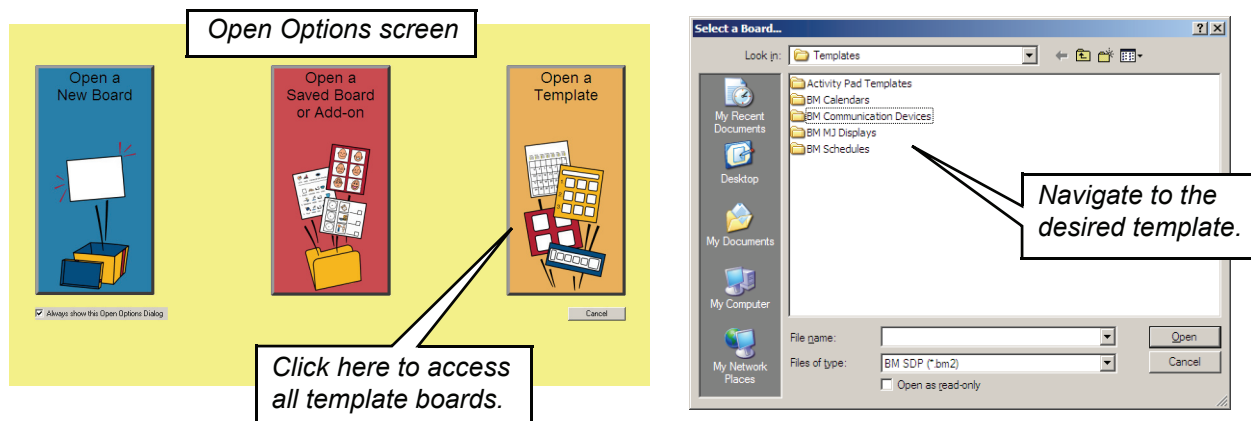 Open Options screen
Open a
New Board
Open a
Saved Board
or Add-on
Open a
Template
Always show this Open Options Dialog
Cancel
Click here to access
all template boards.
Select a Board...
Look in:
Templates
My Recent
Documents
Desktop
My Documents
My Computer
My Network
Places
Activity Pad Templates
BM Calendars
BM Communication Devices
BM MJ Displays
BM Schedules
Navigate to the
desired template.
File name:
Open
Files of type:
BM SDP (*.bm2)
Cancel
Open as read-only